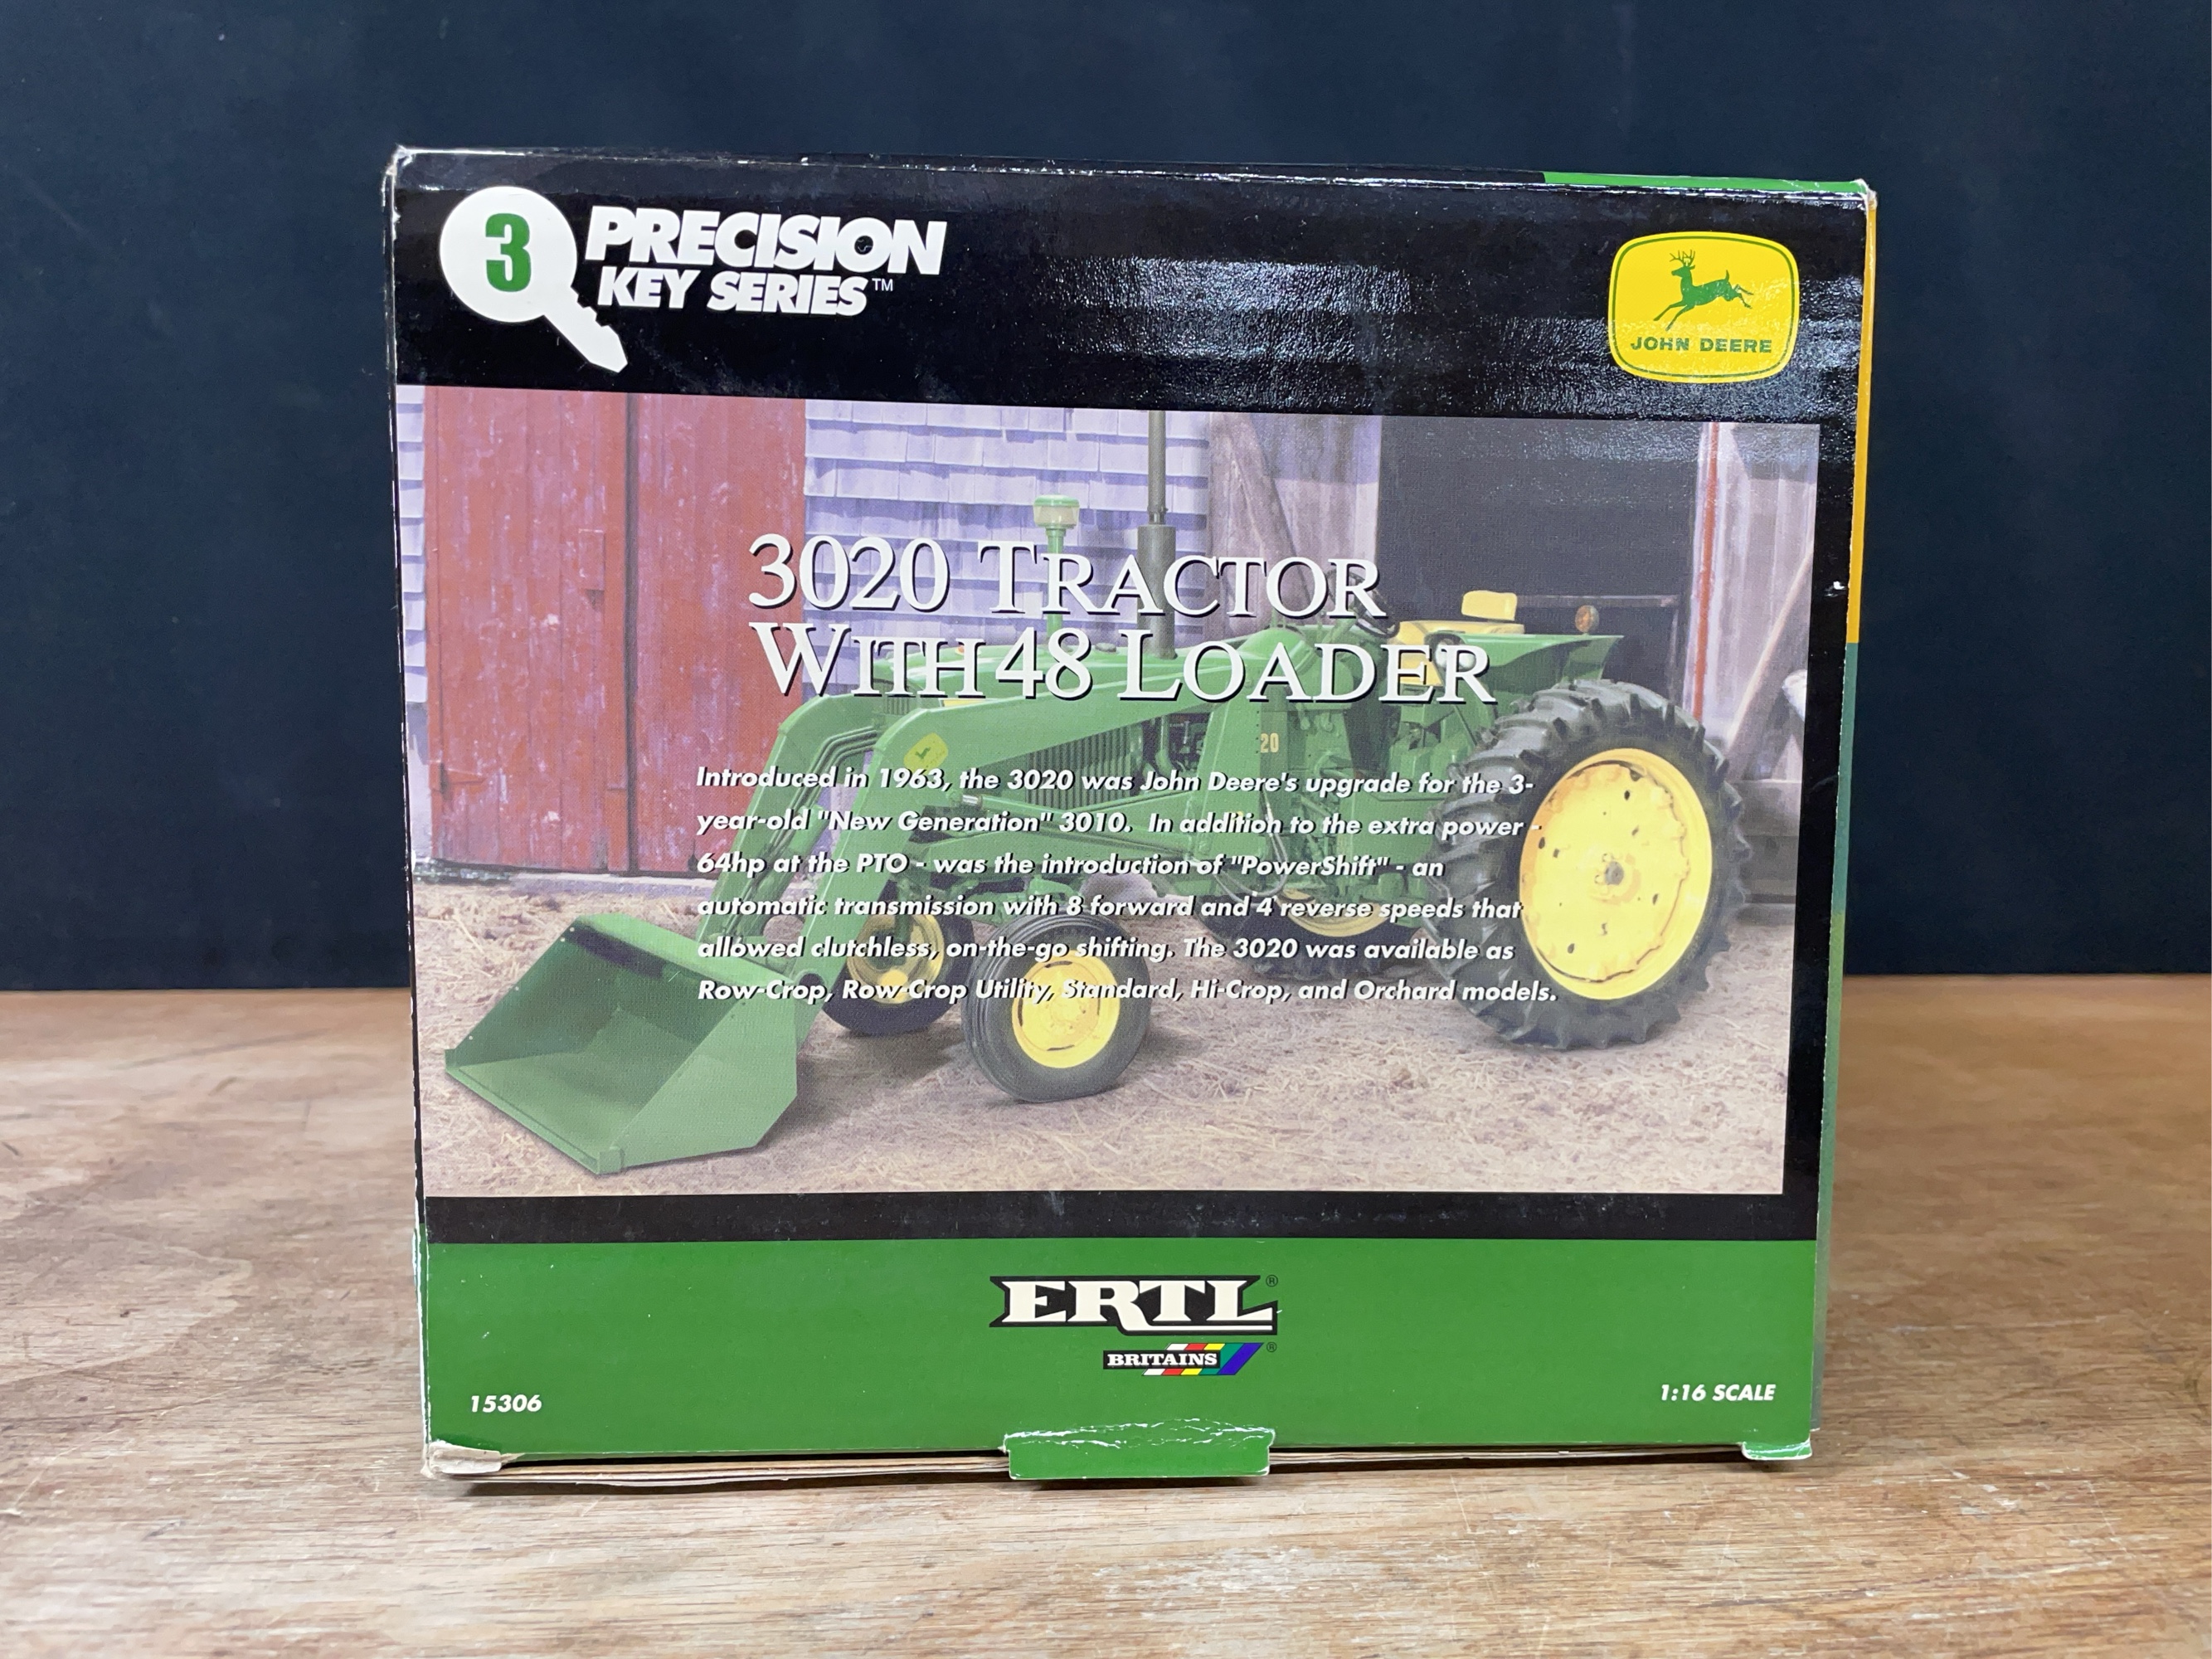 3 PRECISION
KEY SERIES™
JOHN DEERE
3020 TRACTOR
WITH 48 LOADER
20
Introduced in 1963, the 3020 was John Deere's upgrade for the 3-
year-old "New Generation" 3010. In addition to the extra power -
64hp at the PTO - was the introduction of "PowerShift" - an
automatic transmission with 8 forward and 4 reverse speeds that
allowed clutchless, on-the-go shifting. The 3020 was available as
Row-Crop, Row-Crop Utility, Standard, Hi-Crop, and Orchard models.
ERTL®
BRITAINS®
15306
1:16 SCALE